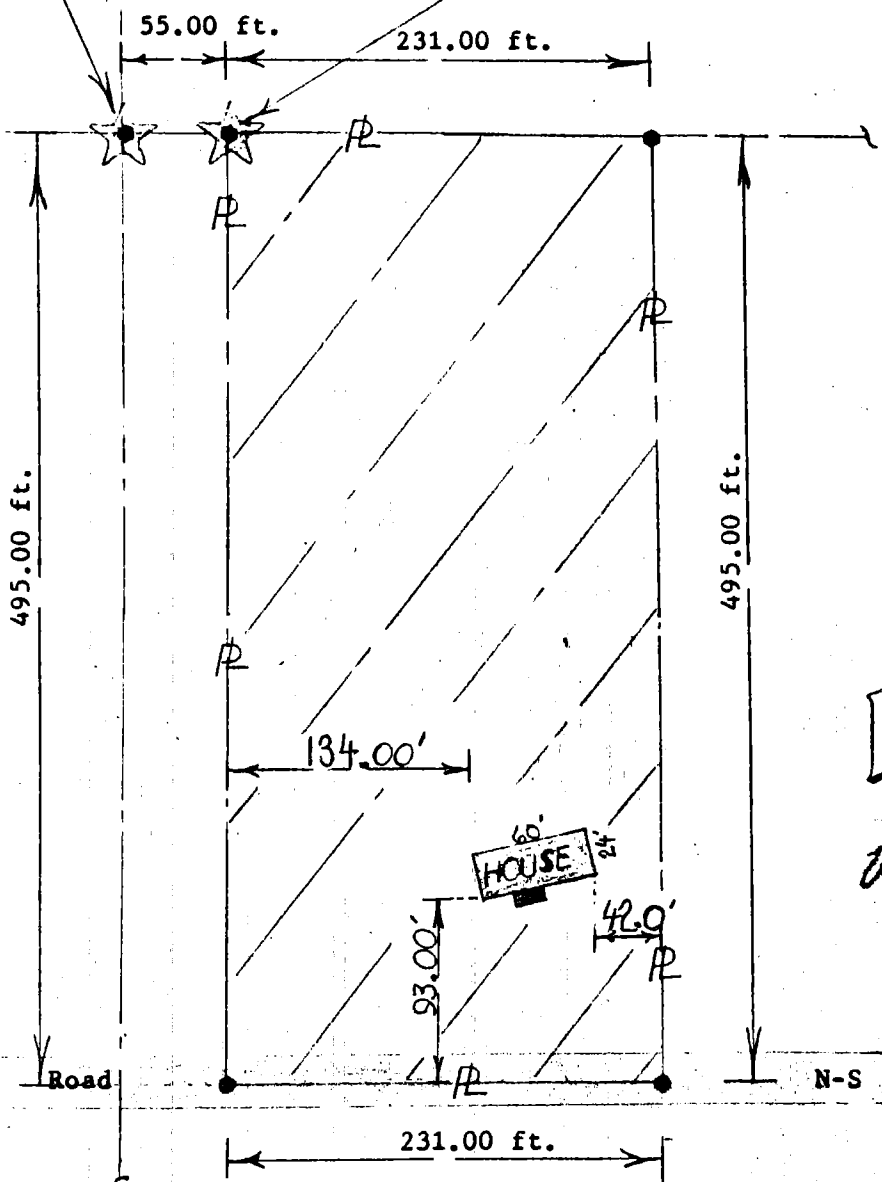 55.00 ft.
231.00 ft.
PL
PL
PL
495.00 ft.
495.00 ft.
PL
134.00'
60'
24'
HOUSE
93.00'
42.0'
PL
Road
PL
N-S
231.00 ft.